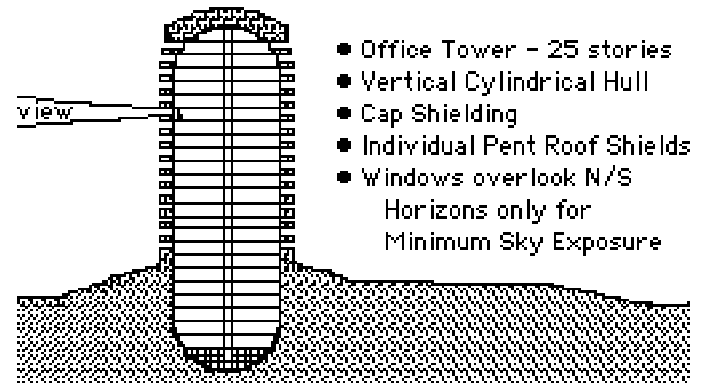 ● Office Tower – 25 stories
● Vertical Cylindrical Hull
view
● Cap Shielding
● Individual Pent Roof Shields
● Windows overlook N/S
Horizons only for
Minimum Sky Exposure